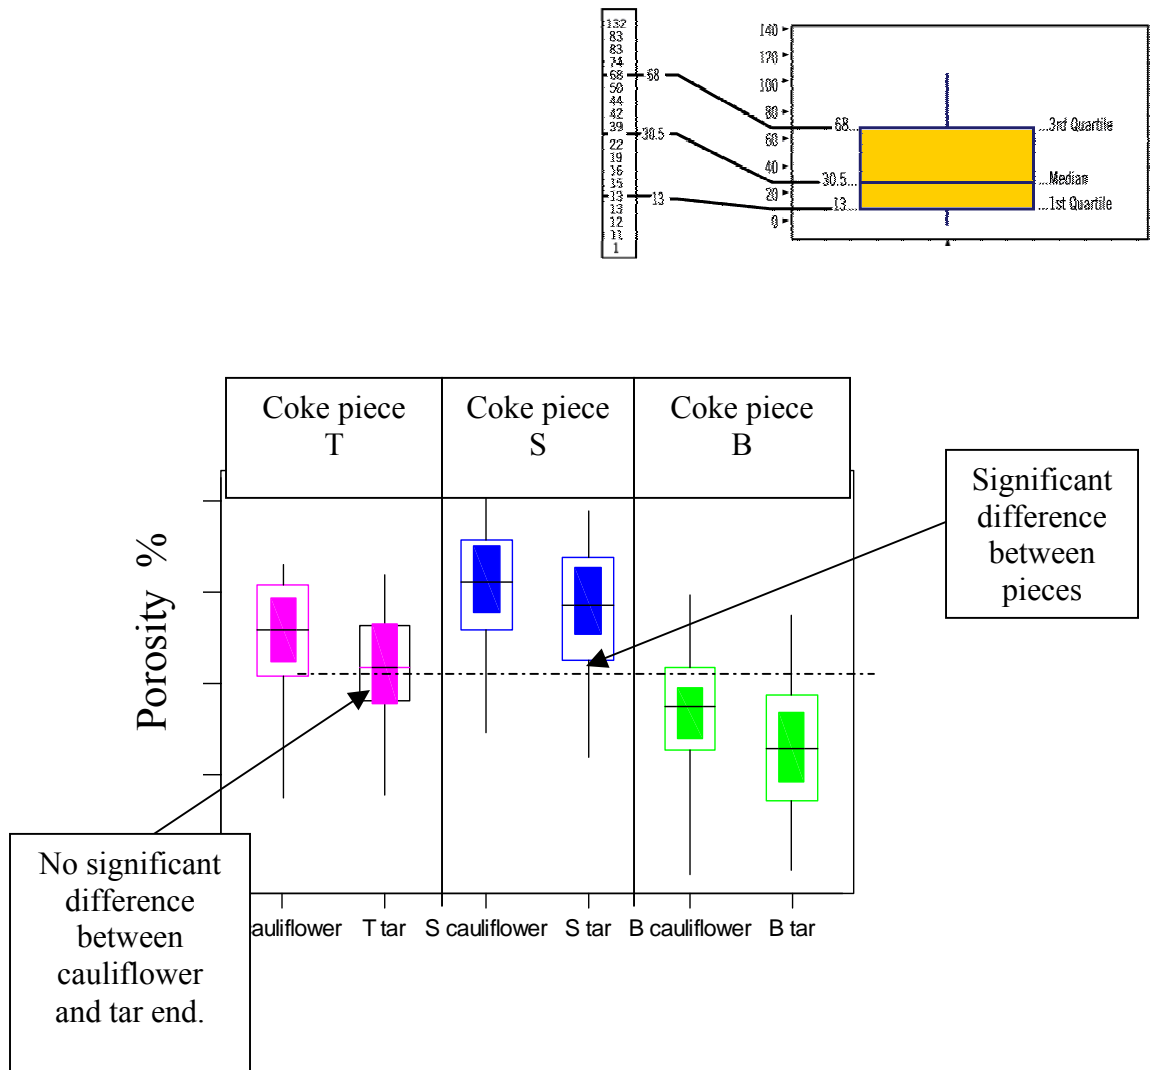 132
83
83
74
68
50
44
42
39
22
19
16
15
13
13
12
11
1
68
30.5
13
140
120
100
80
60
40
20
0
68
30.5
13
3rd Quartile
Median
1st Quartile
Coke piece
T
Coke piece
S
Coke piece
B
Porosity %
Significant
difference
between
pieces
No significant
difference
between
cauliflower
and tar end.
auliflower
T tar
S cauliflower
S tar
B cauliflower
B tar